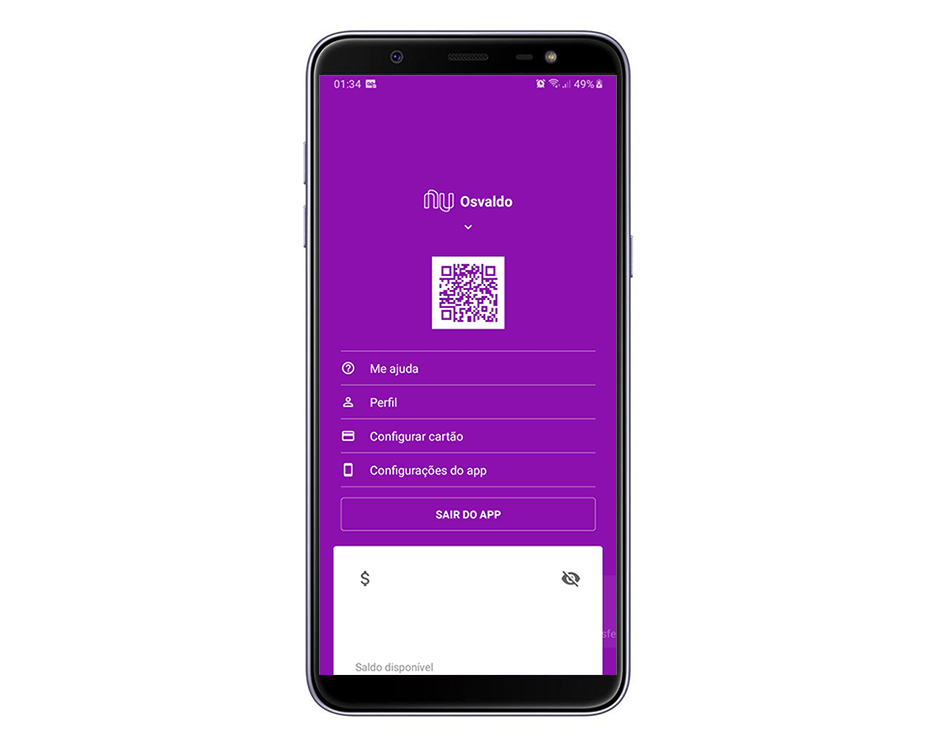 01:34
49%
nu Osvaldo
Me ajuda
Perfil
Configurar cartão
Configurações do app
SAIR DO APP
$
sfe
Saldo disponível